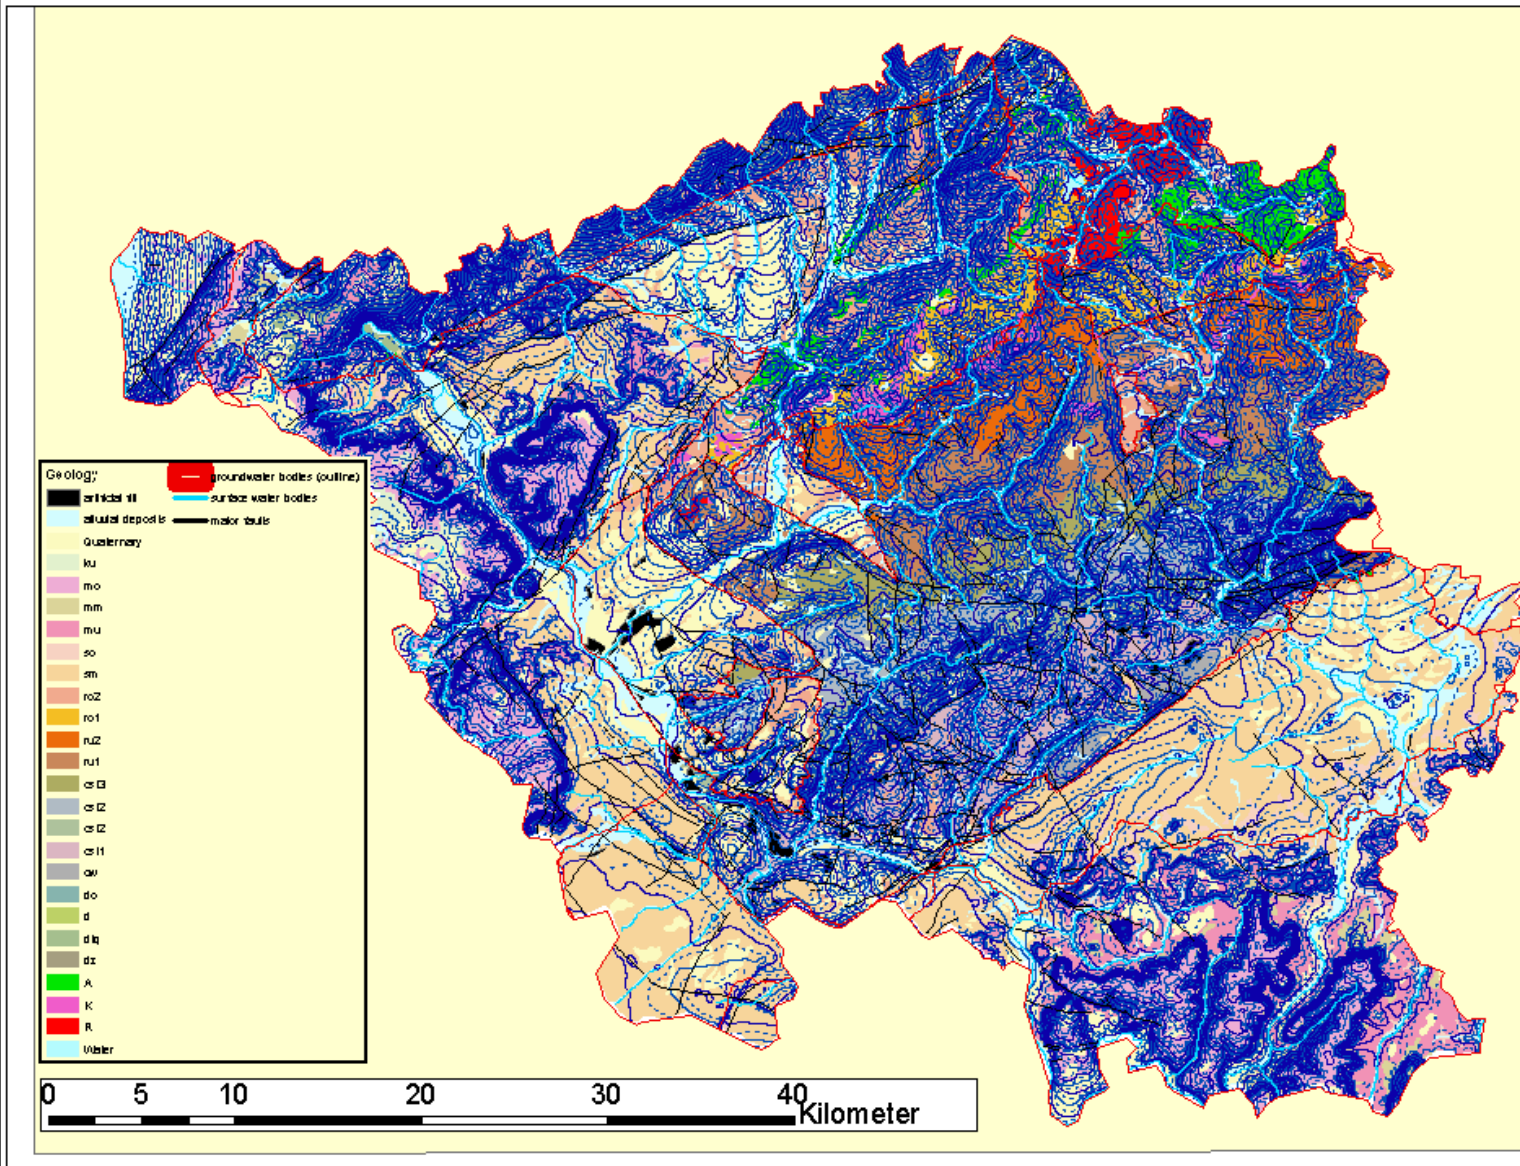 Geology
groundwater bodies (outline)
artificial fill
surface water bodies
alluvial deposits
major faults
Quaternary
ku
mo
mm
mu
so
sm
ro2
ro1
ru2
ru1
cst3
cst2
cst2
cst1
cw
do
d
dlq
dz
A
K
R
Water
0 5 10 20 30 40
Kilometer